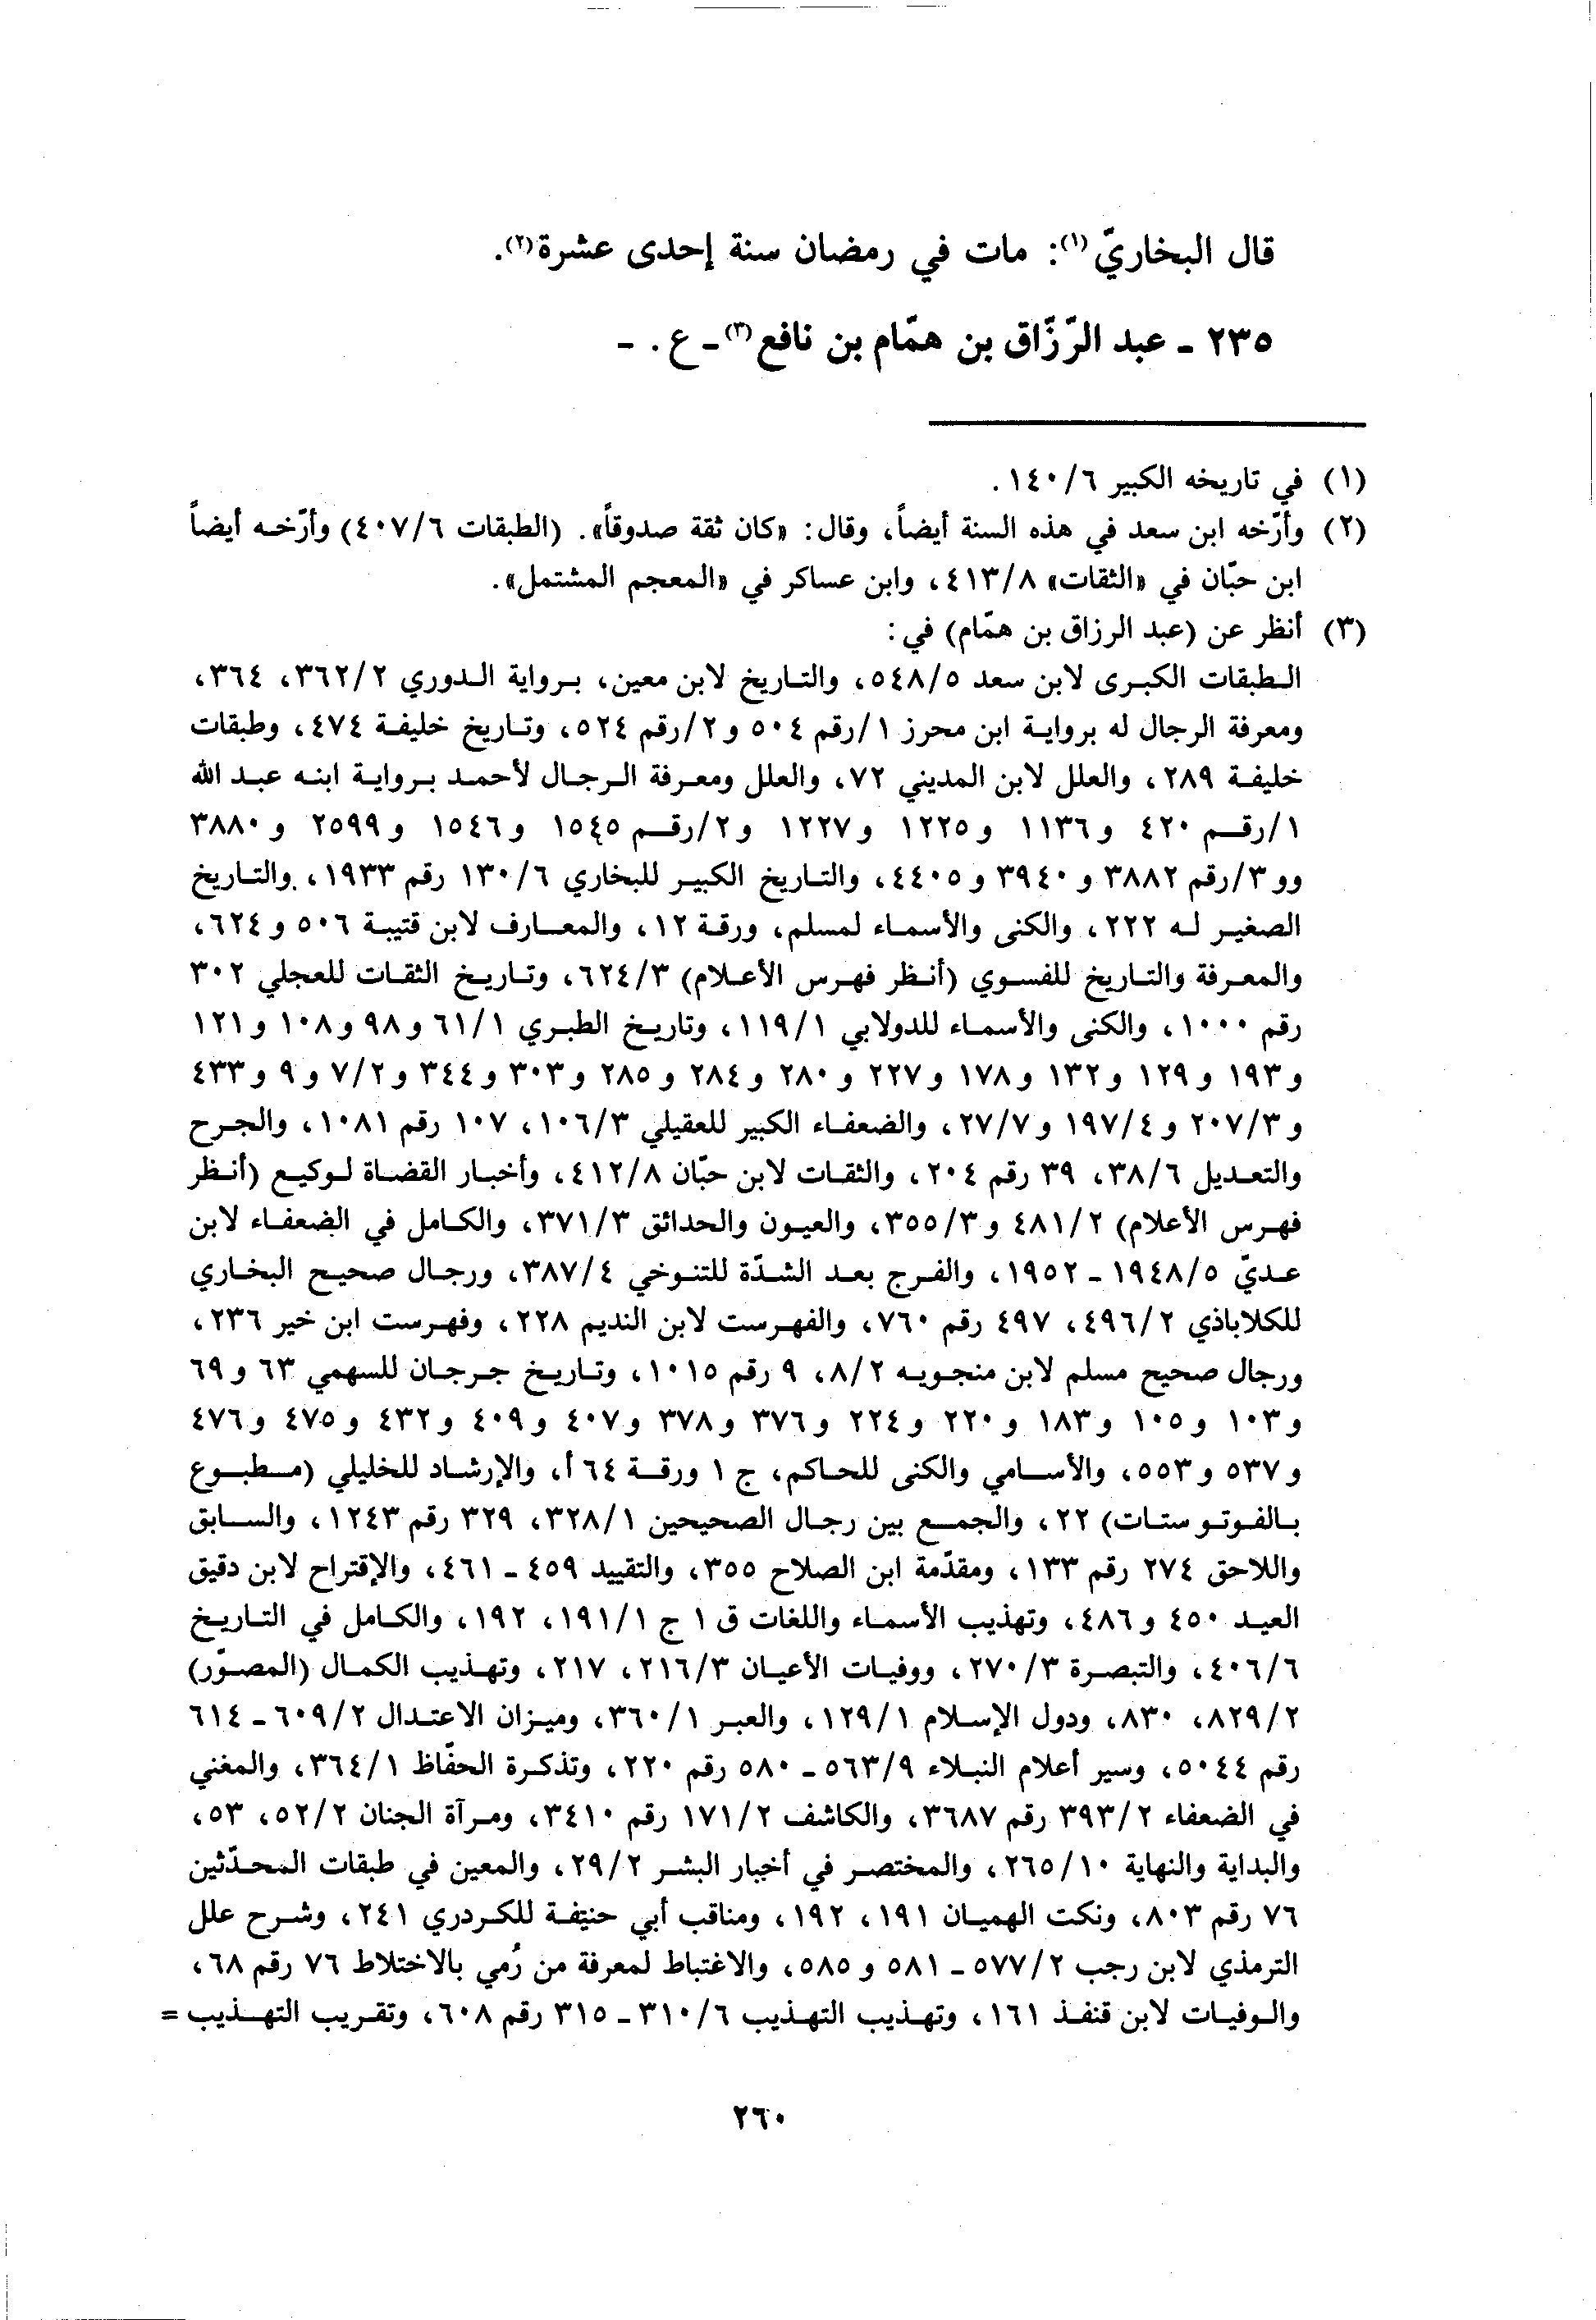 قال البخاريّ(١): مات في رمضان سنة إحدى عشرة(٢).
٢٣٥ ـ عبد الرّزّاق بن همّام بن نافع(٣) ـ ع . ـ
(١) في تاريخه الكبير ١٤٠/٦.
(٢) وأرّخه ابن سعد في هذه السنة أيضاً، وقال: «كان ثقة صدوقاً». (الطبقات ٤٠٧/٦) وأرّخه أيضاً
ابن حبّان في «الثقات» ٤١٣/٨، وابن عساكر في «المعجم المشتمل».
(٣) أنظر عن (عبد الرزاق بن همّام) في:
الطبقات الكبرى لابن سعد ٥٤٨/٥، والتاريخ لابن معين، برواية الدوري ٣٦٢/٢، ٣٦٤،
ومعرفة الرجال له برواية ابن محرز ١/رقم ٥٠٤ و٢/رقم ٥٢٤، وتاريخ خليفة ٤٧٤، وطبقات
خليفة ٢٨٩، والعلل لابن المديني ٧٢، والعلل ومعرفة الرجال لأحمد برواية ابنه عبد الله
١/رقم ٤٢٠ و١١٣٦ و١٢٢٥ و١٢٢٧ و٢/رقم ١٥٤٥ و١٥٤٦ و٢٥٩٩ و٣٨٨٠
وو٣/رقم ٣٨٨٢ و٣٩٤٠ و٤٤٠٥، والتاريخ الكبير للبخاري ١٣٠/٦ رقم ١٩٣٣، والتاريخ
الصغير له ٢٢٢، والكنى والأسماء لمسلم، ورقة ١٢، والمعارف لابن قتيبة ٥٠٦ و٦٢٤،
والمعرفة والتاريخ للفسوي (أنظر فهرس الأعلام) ٦٢٤/٣، وتاريخ الثقات للعجلي ٣٠٢
رقم ١٠٠٠، والكنى والأسماء للدولابي ١١٩/١، وتاريخ الطبري ٦١/١ و٩٨ و١٠٨ و١٢١
و١٩٣ و١٢٩ و١٣٢ و١٧٨ و٢٢٧ و٢٨٠ و٢٨٤ و٢٨٥ و٣٠٣ و٣٤٤ و٧/٢ و٩ و٤٣٣
و٢٠٧/٣ و١٩٧/٤ و٢٧/٧، والضعفاء الكبير للعقيلي ١٠٦/٣، ١٠٧ رقم ١٠٨١، والجرح
والتعديل ٣٨/٦، ٣٩ رقم ٢٠٤، والثقات لابن حبّان ٤١٢/٨، وأخبار القضاة لوكيع (أنظر
فهرس الأعلام) ٤٨١/٢ و٣٥٥/٣، والعيون والحدائق ٣٧١/٣، والكامل في الضعفاء لابن
عديّ ١٩٤٨/٥ ـ ١٩٥٢، والفرج بعد الشدّة للتنوخي ٣٨٧/٤، ورجال صحيح البخاري
للكلاباذي ٤٩٦/٢، ٤٩٧ رقم ٧٦٠، والفهرست لابن النديم ٢٢٨، وفهرست ابن خير ٢٣٦،
ورجال صحيح مسلم لابن منجويه ٨/٢، ٩ رقم ١٠١٥، وتاريخ جرجان للسهمي ٦٣ و٦٩
و١٠٣ و١٠٥ و١٨٣ و٢٢٠ و٢٢٤ و٣٧٦ و٣٧٨ و٤٠٧ و٤٠٩ و٤٣٢ و٤٧٥ و٤٧٦
و٥٣٧ و٥٥٣، والأسامي والكنى للحاكم، ج ١ ورقة ٦٤ أ، والإرشاد للخليلي (مطبوع
بالفوتو ستات) ٢٢، والجمع بين رجال الصحيحين ٣٢٨/١، ٣٢٩ رقم ١٢٤٣، والسابق
واللاحق ٢٧٤ رقم ١٣٣، ومقدّمة ابن الصلاح ٣٥٥، والتقييد ٤٥٩ ـ ٤٦١، والإقتراح لابن دقيق
العيد ٤٥٠ و٤٨٦، وتهذيب الأسماء واللغات ق ١ ج ١٩١/١، ١٩٢، والكامل في التاريخ
٤٠٦/٦، والتبصرة ٢٧٠/٣، ووفيات الأعيان ٢١٦/٣، ٢١٧، وتهذيب الكمال (المصوّر)
٨٢٩/٢، ٨٣٠، ودول الإسلام ١٢٩/١، والعبر ٣٦٠/١، وميزان الاعتدال ٦٠٩/٢ ـ ٦١٤
رقم ٥٠٤٤، وسير أعلام النبلاء ٥٦٣/٩ ـ ٥٨٠ رقم ٢٢٠، وتذكرة الحفّاظ ٣٦٤/١، والمغني
في الضعفاء ٣٩٣/٢ رقم ٣٦٨٧، والكاشف ١٧١/٢ رقم ٣٤١٠، ومرآة الجنان ٥٢/٢، ٥٣،
والبداية والنهاية ٢٦٥/١٠، والمختصر في أخبار البشر ٢٩/٢، والمعين في طبقات المحدّثين
٧٦ رقم ٨٠٣، ونكت الهميان ١٩١، ١٩٢، ومناقب أبي حنيفة للكردري ٢٤١، وشرح علل
الترمذي لابن رجب ٥٧٧/٢ ـ ٥٨١ و٥٨٥، والاغتباط لمعرفة من رُمي بالاختلاط ٧٦ رقم ٦٨،
والوفيات لابن قنفذ ١٦١، وتهذيب التهذيب ٣١٠/٦ ـ ٣١٥ رقم ٦٠٨، وتقريب التهذيب =
٢٦٠